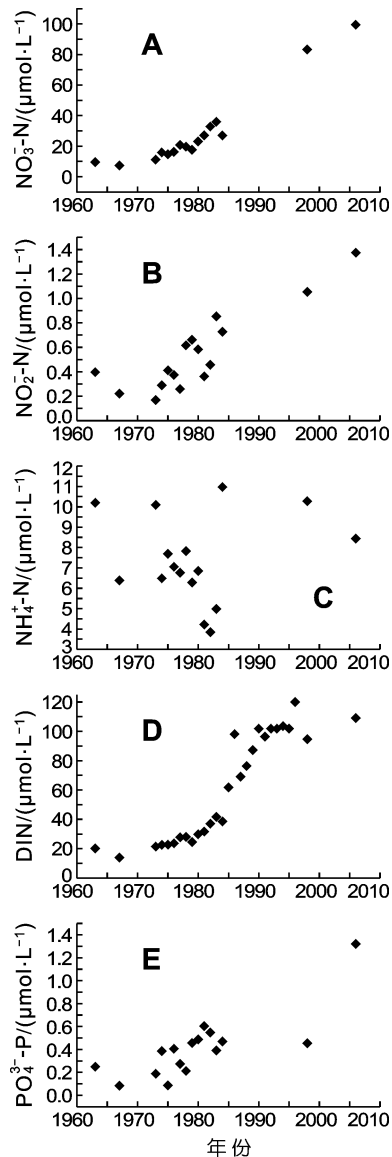 A
NO₃⁻-N/(μmol·L⁻¹)
100
80
60
40
20
0
1960 1970 1980 1990 2000 2010
B
NO₂⁻-N/(μmol·L⁻¹)
1.4
1.2
1.0
0.8
0.6
0.4
0.2
0.0
1960 1970 1980 1990 2000 2010
C
NH₄⁺-N/(μmol·L⁻¹)
12
11
10
9
8
7
6
5
4
3
1960 1970 1980 1990 2000 2010
D
DIN/(μmol·L⁻¹)
120
100
80
60
40
20
0
1960 1970 1980 1990 2000 2010
E
PO₄³⁻-P/(μmol·L⁻¹)
1.4
1.2
1.0
0.8
0.6
0.4
0.2
0.0
1960 1970 1980 1990 2000 2010
年份